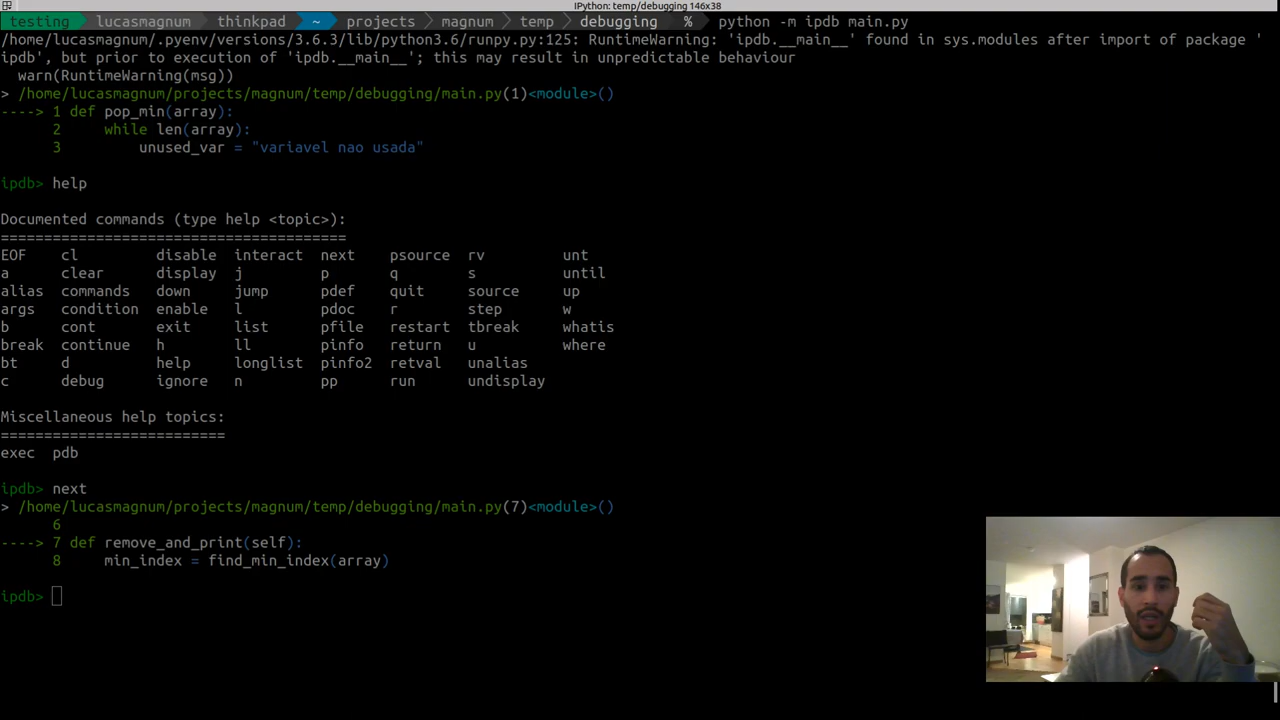 IPython: temp/debugging 146x38
testing lucasmagnum thinkpad ~ projects magnum temp debugging % python -m ipdb main.py
/home/lucasmagnum/.pyenv/versions/3.6.3/lib/python3.6/runpy.py:125: RuntimeWarning: 'ipdb.__main__' found in sys.modules after import of package '
ipdb', but prior to execution of 'ipdb.__main__'; this may result in unpredictable behaviour
warn(RuntimeWarning(msg))
> /home/lucasmagnum/projects/magnum/temp/debugging/main.py(1)<module>()
----> 1 def pop_min(array):
2 while len(array):
3 unused_var = "variavel nao usada"
ipdb> help
Documented commands (type help <topic>):
========================================
EOF cl disable interact next psource rv unt
a clear display j p q s until
alias commands down jump pdef quit source up
args condition enable l pdoc r step w
b cont exit list pfile restart tbreak whatis
break continue h ll pinfo return u where
bt d help longlist pinfo2 retval unalias
c debug ignore n pp run undisplay
Miscellaneous help topics:
==========================
exec pdb
ipdb> next
> /home/lucasmagnum/projects/magnum/temp/debugging/main.py(7)<module>()
6
----> 7 def remove_and_print(self):
8 min_index = find_min_index(array)
ipdb>